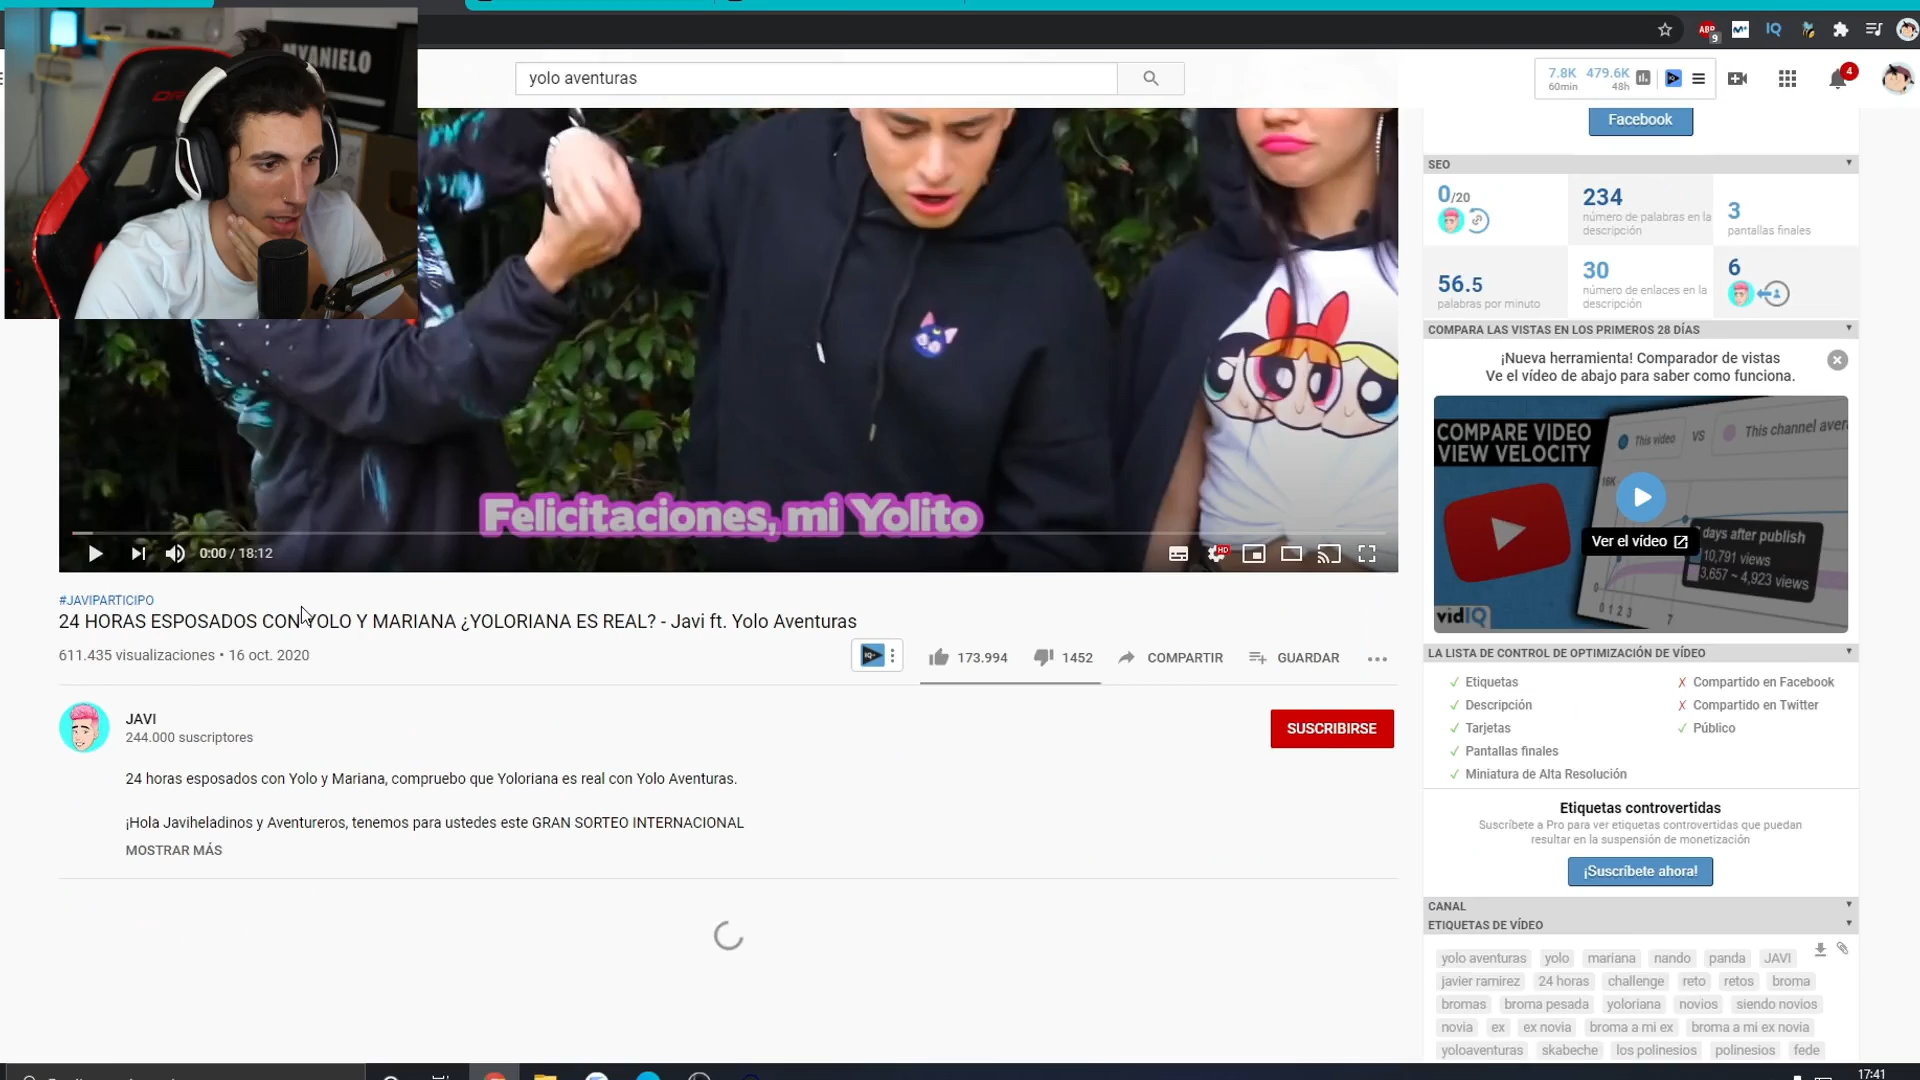 MYANIELO
yolo aventuras
7.8K 479.6K
60min 48h
ABP
9
IQ
4
Felicitaciones, mi Yolito
0:00 / 18:12
HD
#JAVIPARTICIPO
24 HORAS ESPOSADOS CON YOLO Y MARIANA ¿YOLORIANA ES REAL? - Javi ft. Yolo Aventuras
611.435 visualizaciones • 16 oct. 2020
173.994
1452
COMPARTIR
GUARDAR
JAVI
244.000 suscriptores
SUSCRIBIRSE
24 horas esposados con Yolo y Mariana, compruebo que Yoloriana es real con Yolo Aventuras.
¡Hola Javiheladinos y Aventureros, tenemos para ustedes este GRAN SORTEO INTERNACIONAL
MOSTRAR MÁS
Facebook
SEO
0/20
234
número de palabras en la
descripción
3
pantallas finales
56.5
palabras por minuto
30
número de enlaces en la
descripción
6
COMPARA LAS VISTAS EN LOS PRIMEROS 28 DÍAS
¡Nueva herramienta! Comparador de vistas
Ve el vídeo de abajo para saber como funciona.
COMPARE VIDEO
VIEW VELOCITY
This video VS This channel aver
Ver el vídeo
days after publish
10,791 views
3,657 ~ 4,923 views
0 1 2 3 7
vidIQ
LA LISTA DE CONTROL DE OPTIMIZACIÓN DE VÍDEO
✓ Etiquetas
✓ Descripción
✓ Tarjetas
✓ Pantallas finales
✓ Miniatura de Alta Resolución
✗ Compartido en Facebook
✗ Compartido en Twitter
✓ Público
Etiquetas controvertidas
Suscríbete a Pro para ver etiquetas controvertidas que puedan
resultar en la suspensión de monetización
¡Suscríbete ahora!
CANAL
ETIQUETAS DE VÍDEO
yolo aventuras yolo mariana nando panda JAVI
javier ramirez 24 horas challenge reto retos broma
bromas broma pesada yoloriana novios siendo novios
novia ex ex novia broma a mi ex broma a mi ex novia
yoloaventuras skabeche los polinesios polinesios fede
17:41